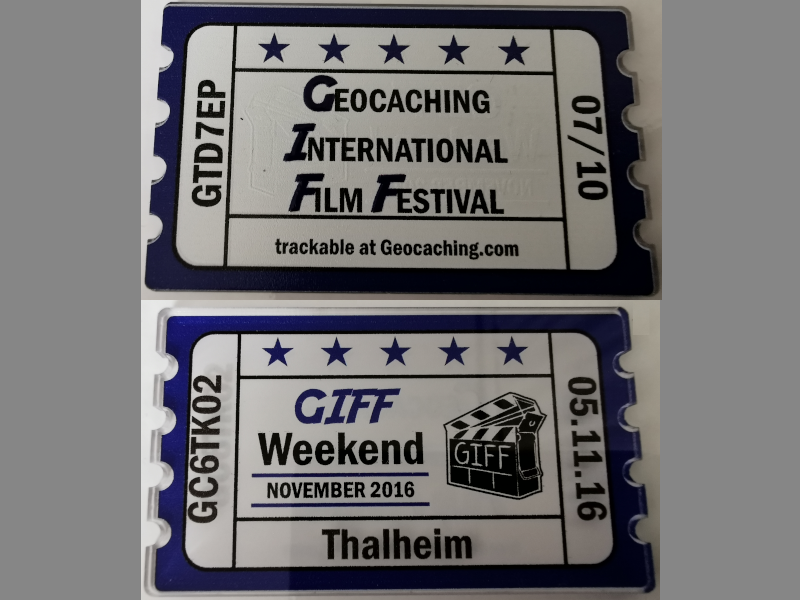 GTD7EP
GEOCACHING
INTERNATIONAL
FILM FESTIVAL
trackable at Geocaching.com
07/10
GC6TK02
GIFF
Weekend
NOVEMBER 2016
GIFF
Thalheim
05.11.16